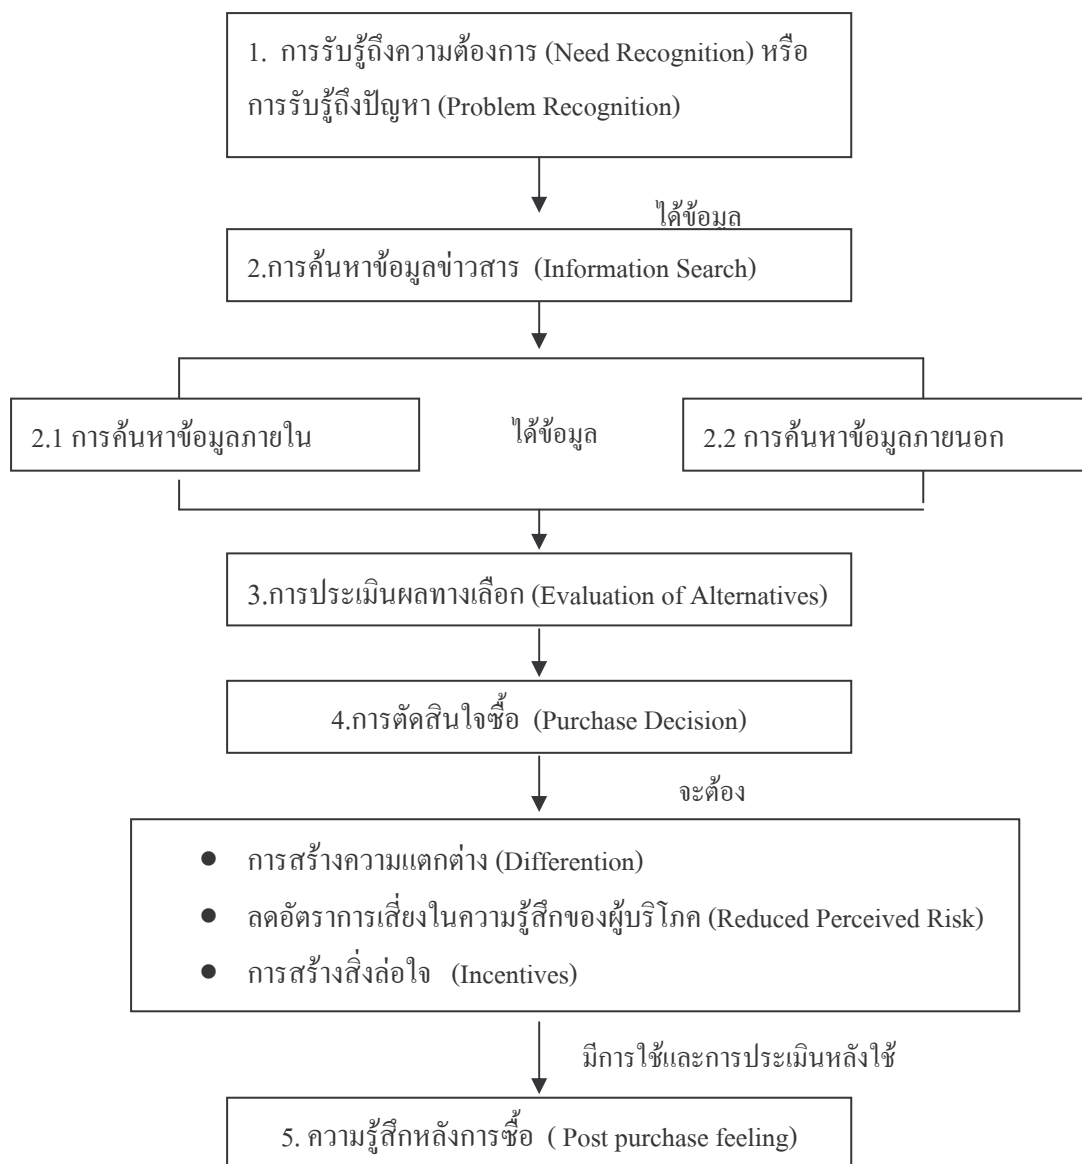 1. การรับรู้ถึงความต้องการ (Need Recognition) หรือ
การรับรู้ถึงปัญหา (Problem Recognition)
ได้ข้อมูล
2.การค้นหาข้อมูลข่าวสาร (Information Search)
2.1 การค้นหาข้อมูลภายใน
ได้ข้อมูล
2.2 การค้นหาข้อมูลภายนอก
3.การประเมินผลทางเลือก (Evaluation of Alternatives)
4.การตัดสินใจซื้อ (Purchase Decision)
จะต้อง
● การสร้างความแตกต่าง (Differention)
● ลดอัตราการเสี่ยงในความรู้สึกของผู้บริโภค (Reduced Perceived Risk)
● การสร้างสิ่งล่อใจ (Incentives)
มีการใช้และการประเมินหลังใช้
5. ความรู้สึกหลังการซื้อ ( Post purchase feeling)